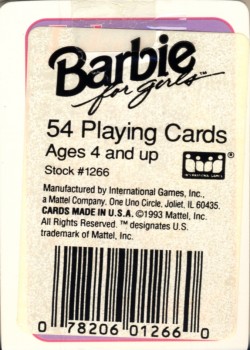 Barbie
for girls™
54 Playing Cards
Ages 4 and up
Stock #1266
INTERNATIONAL GAMES
Manufactured by International Games, Inc.,
a Mattel Company. One Uno Circle, Joliet, IL 60435.
CARDS MADE IN U.S.A. ©1993 Mattel, Inc.
All Rights Reserved. ™ designates U.S.
trademark of Mattel, Inc.
0 78206 01266 0